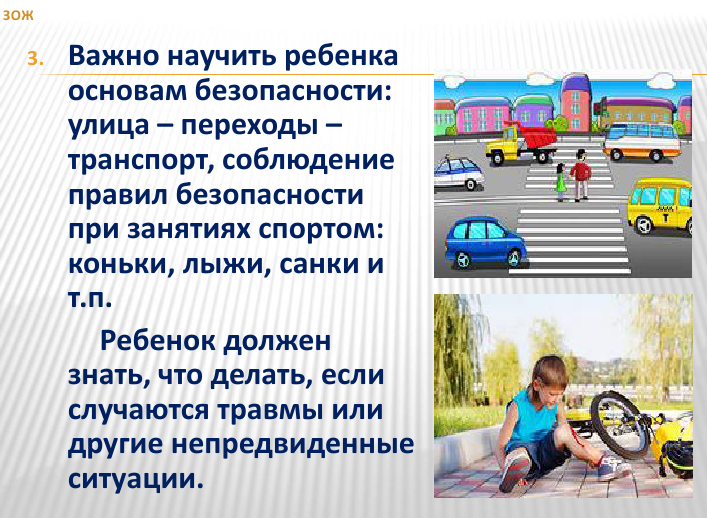 ЗОЖ
3. Важно научить ребенка
основам безопасности:
улица – переходы –
транспорт, соблюдение
правил безопасности
при занятиях спортом:
коньки, лыжи, санки и
т.п.
Ребенок должен
знать, что делать, если
случаются травмы или
другие непредвиденные
ситуации.